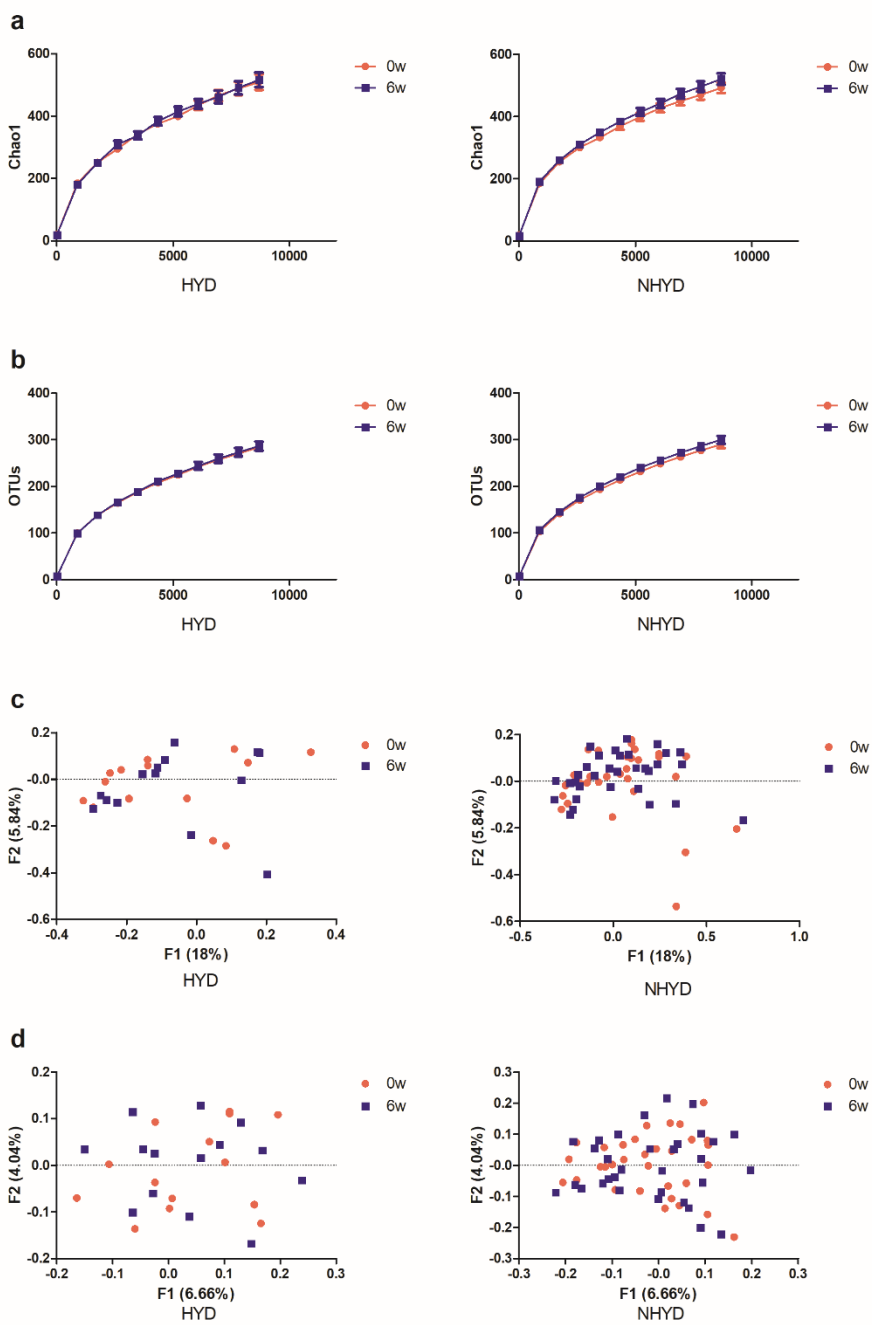 a
600
400
200
0
Chao1
0
5000
10000
HYD
0w
6w
600
400
200
0
Chao1
0
5000
10000
NHYD
0w
6w
b
400
300
200
100
0
OTUs
0
5000
10000
HYD
0w
6w
400
300
200
100
0
OTUs
0
5000
10000
NHYD
0w
6w
c
0.2
-0.0
-0.2
-0.4
-0.6
F2 (5.84%)
-0.4
-0.2
0.0
0.2
0.4
F1 (18%)
HYD
0w
6w
0.2
-0.0
-0.2
-0.4
-0.6
F2 (5.84%)
-0.5
0.0
0.5
1.0
F1 (18%)
NHYD
0w
6w
d
0.2
0.1
0.0
-0.1
-0.2
F2 (4.04%)
-0.2
-0.1
0.0
0.1
0.2
0.3
F1 (6.66%)
HYD
0w
6w
0.3
0.2
0.1
-0.0
-0.1
-0.2
-0.3
F2 (4.04%)
-0.3
-0.2
-0.1
-0.0
0.1
0.2
0.3
F1 (6.66%)
NHYD
0w
6w